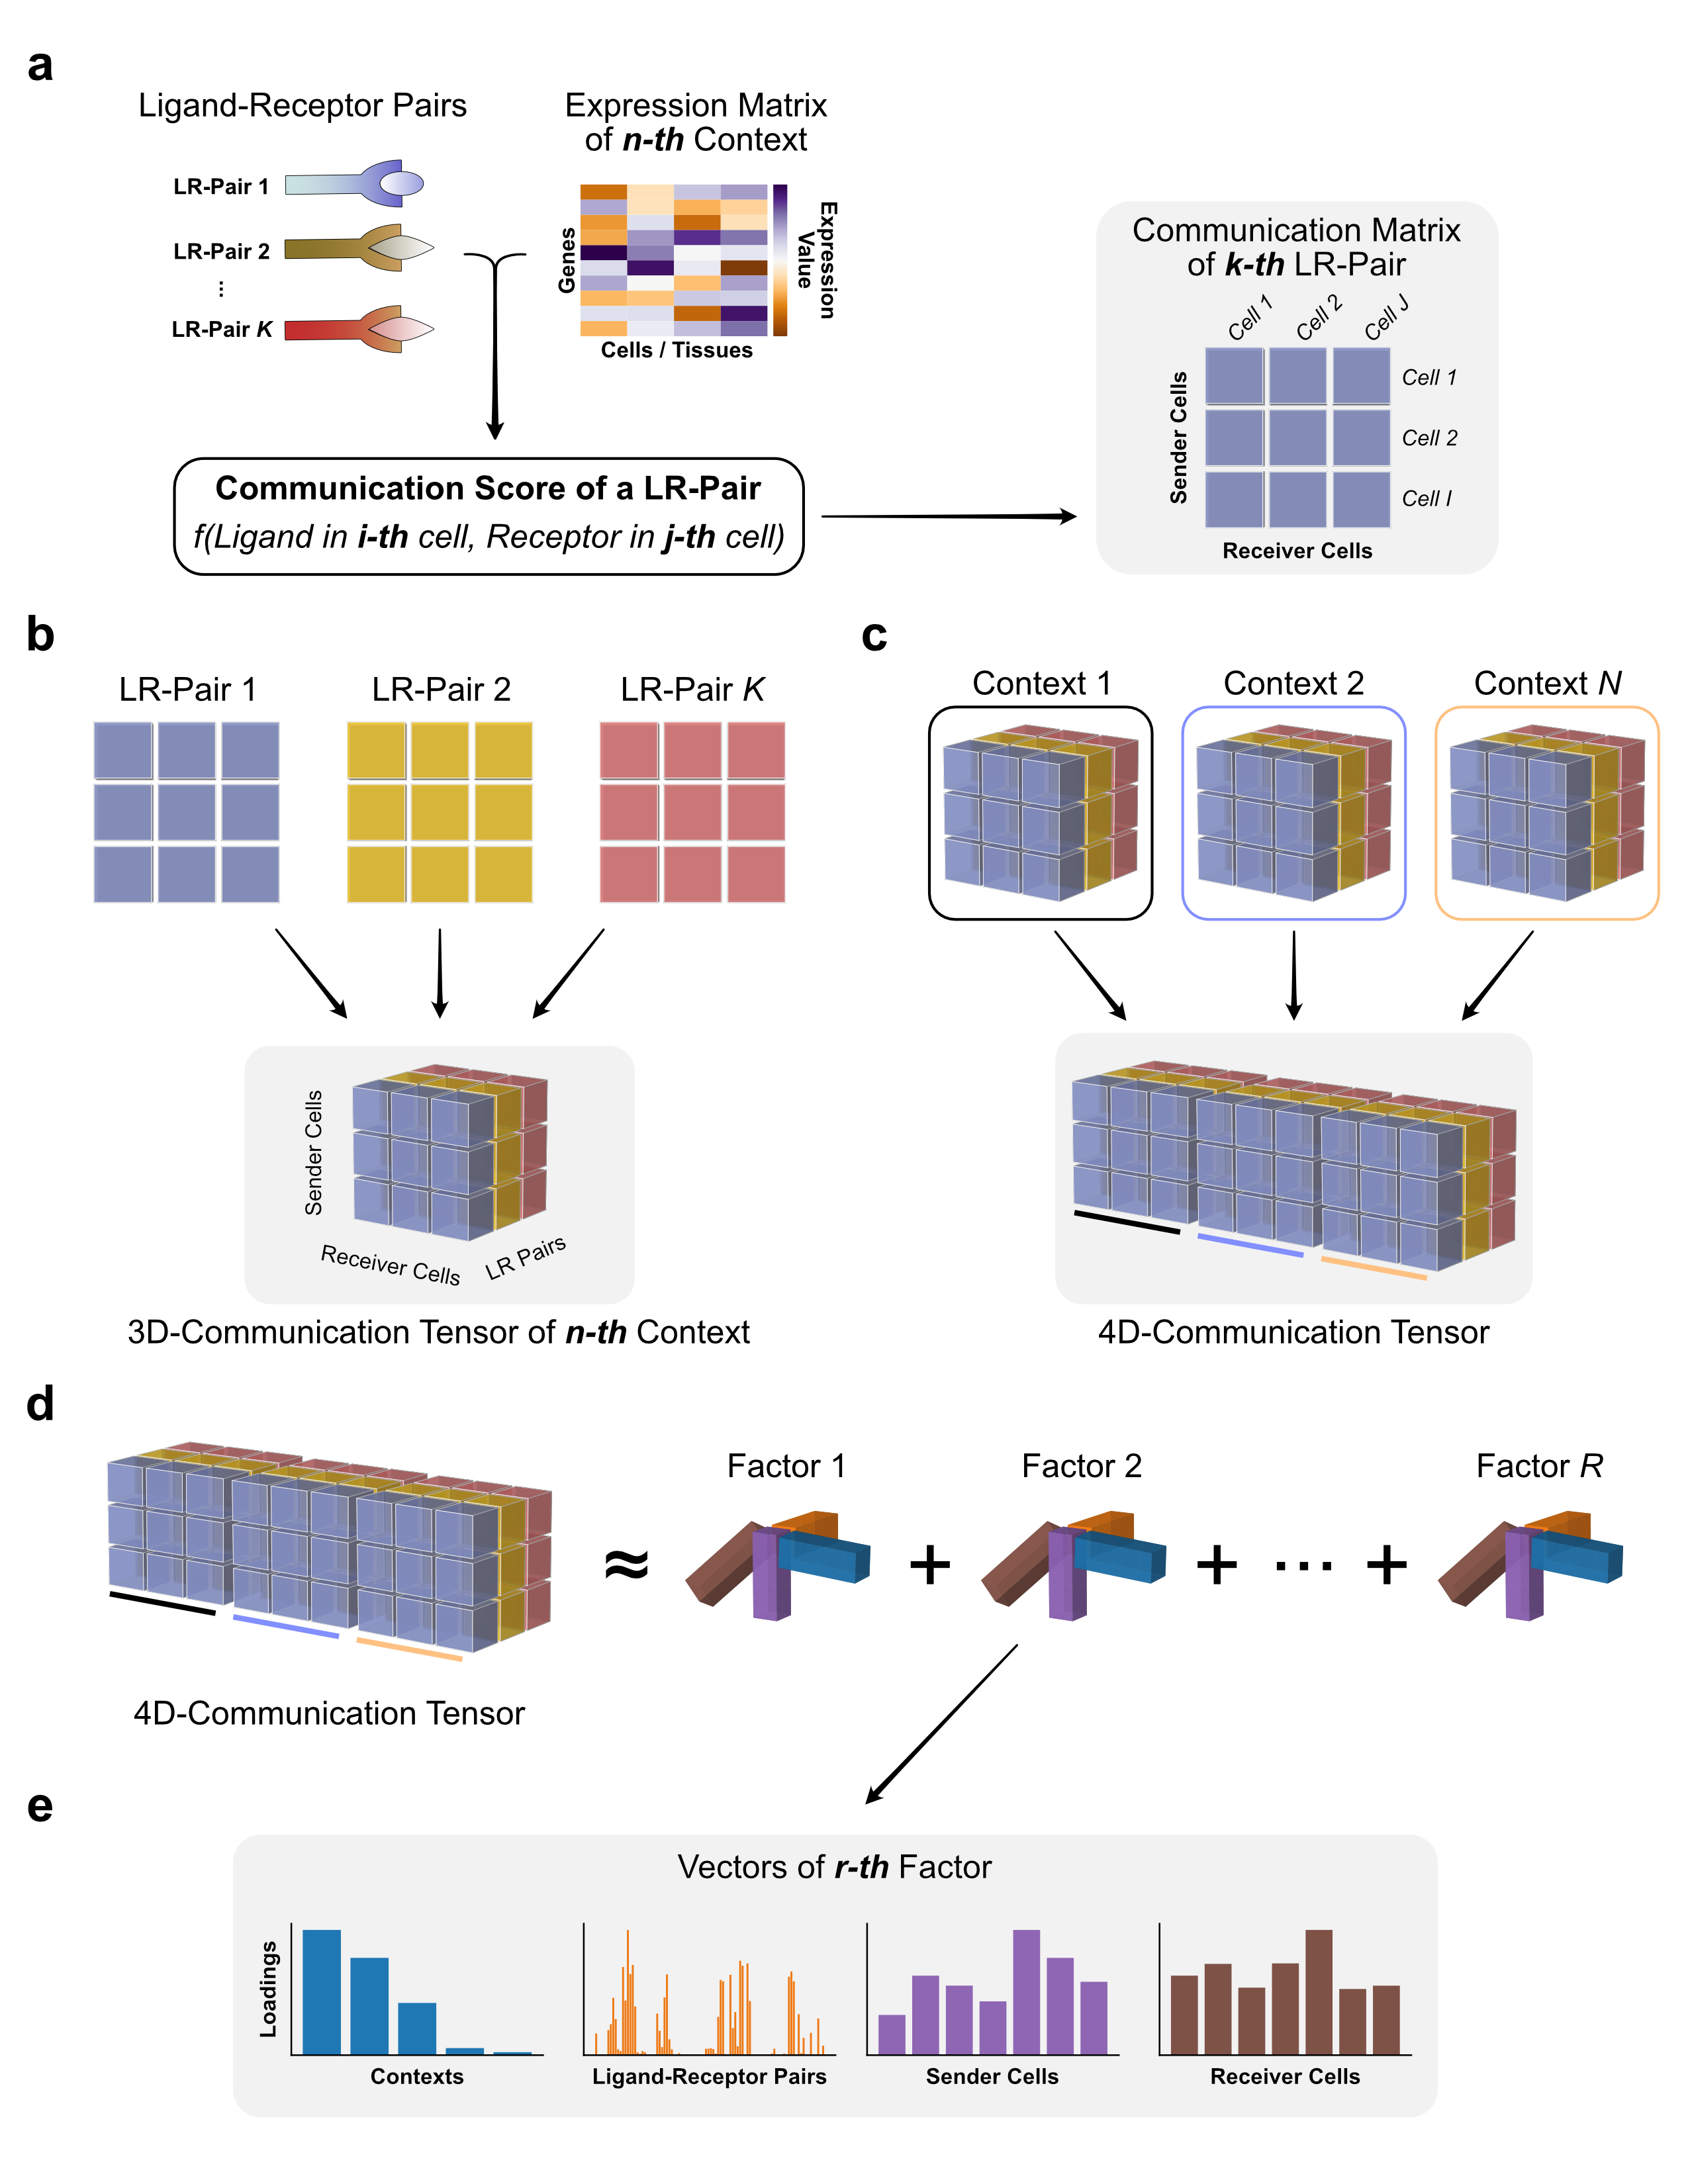 a
Ligand-Receptor Pairs
LR-Pair 1
LR-Pair 2
⋮
LR-Pair K
Expression Matrix
of n-th Context
Genes
Cells / Tissues
Expression
Value
Communication Score of a LR-Pair
f(Ligand in i-th cell, Receptor in j-th cell)
Communication Matrix
of k-th LR-Pair
Cell 1
Cell 2
Cell J
Sender Cells
Cell 1
Cell 2
Cell I
Receiver Cells
b
LR-Pair 1
LR-Pair 2
LR-Pair K
Sender Cells
Receiver Cells
LR Pairs
3D-Communication Tensor of n-th Context
c
Context 1
Context 2
Context N
4D-Communication Tensor
d
4D-Communication Tensor
≈
Factor 1
+
Factor 2
+ ... +
Factor R
e
Vectors of r-th Factor
Loadings
Contexts
Ligand-Receptor Pairs
Sender Cells
Receiver Cells